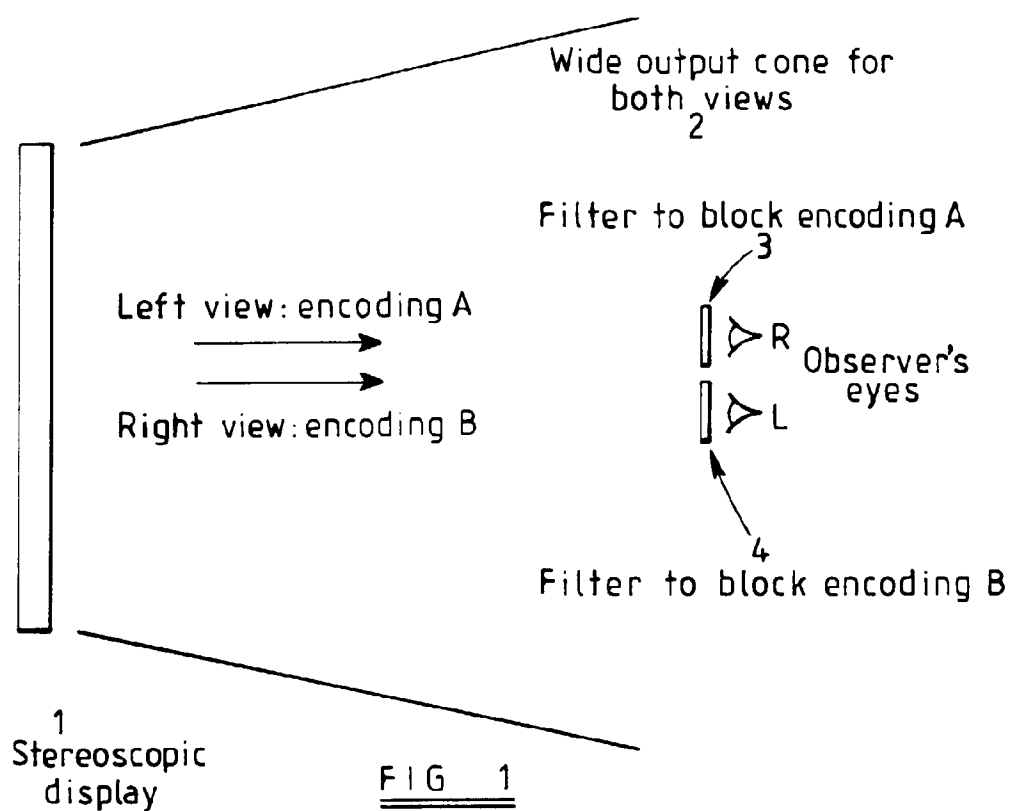 Wide output cone for
both views
2
Filter to block encoding A
3
Left view: encoding A
R
Observer's
eyes
L
Right view: encoding B
4
Filter to block encoding B
1
Stereoscopic
display
FIG 1